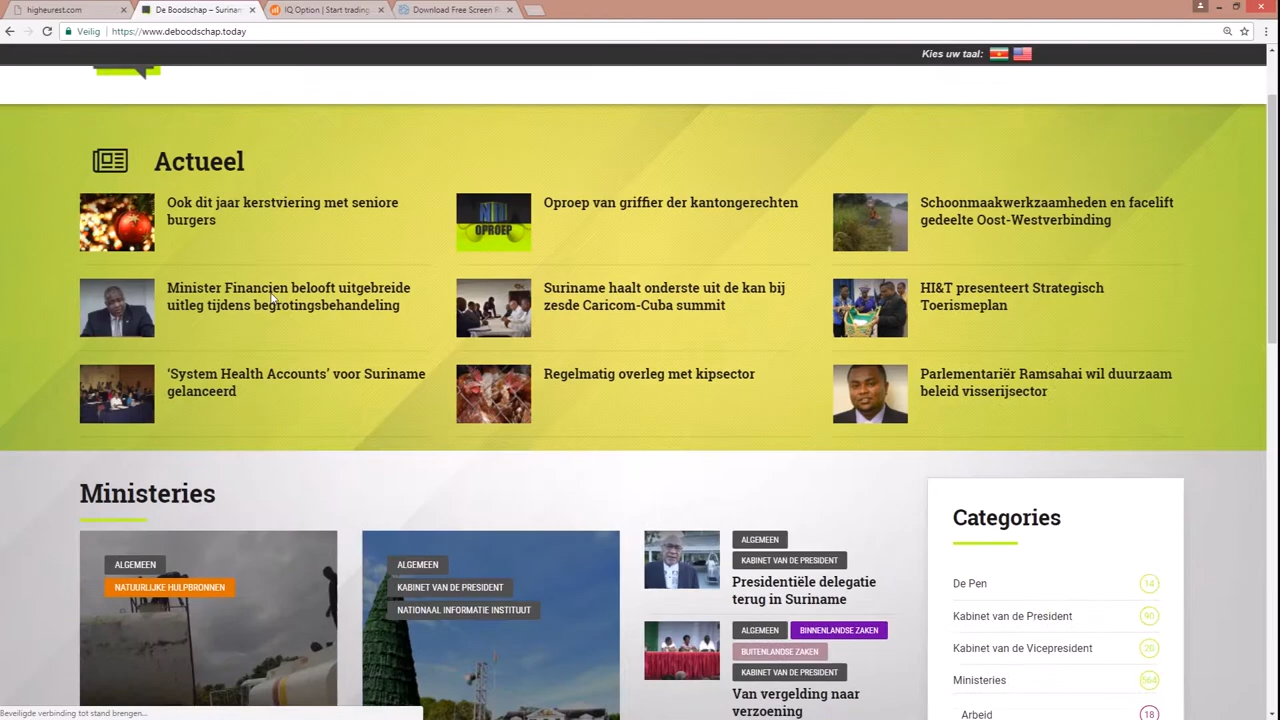 higheurest.com
De Boodschap – Surinam
IQ Option | Start trading
Download Free Screen R
Veilig
https://www.deboodschap.today
Kies uw taal:
Actueel
Ook dit jaar kerstviering met seniore
burgers
OPROEP
Oproep van griffier der kantongerechten
Schoonmaakwerkzaamheden en facelift
gedeelte Oost-Westverbinding
Minister Financien belooft uitgebreide
uitleg tijdens begrotingsbehandeling
Suriname haalt onderste uit de kan bij
zesde Caricom-Cuba summit
HI&T presenteert Strategisch
Toerismeplan
‘System Health Accounts’ voor Suriname
gelanceerd
Regelmatig overleg met kipsector
Parlementariër Ramsahai wil duurzaam
beleid visserijsector
Ministeries
ALGEMEEN
NATUURLIJKE HULPBRONNEN
ALGEMEEN
KABINET VAN DE PRESIDENT
NATIONAAL INFORMATIE INSTITUUT
ALGEMEEN
KABINET VAN DE PRESIDENT
Presidentiële delegatie
terug in Suriname
ALGEMEEN
BINNENLANDSE ZAKEN
BUITENLANDSE ZAKEN
KABINET VAN DE PRESIDENT
Van vergelding naar
verzoening
Categories
De Pen 14
Kabinet van de President 90
Kabinet van de Vicepresident 20
Ministeries 564
Arbeid 18
Beveiligde verbinding tot stand brengen...